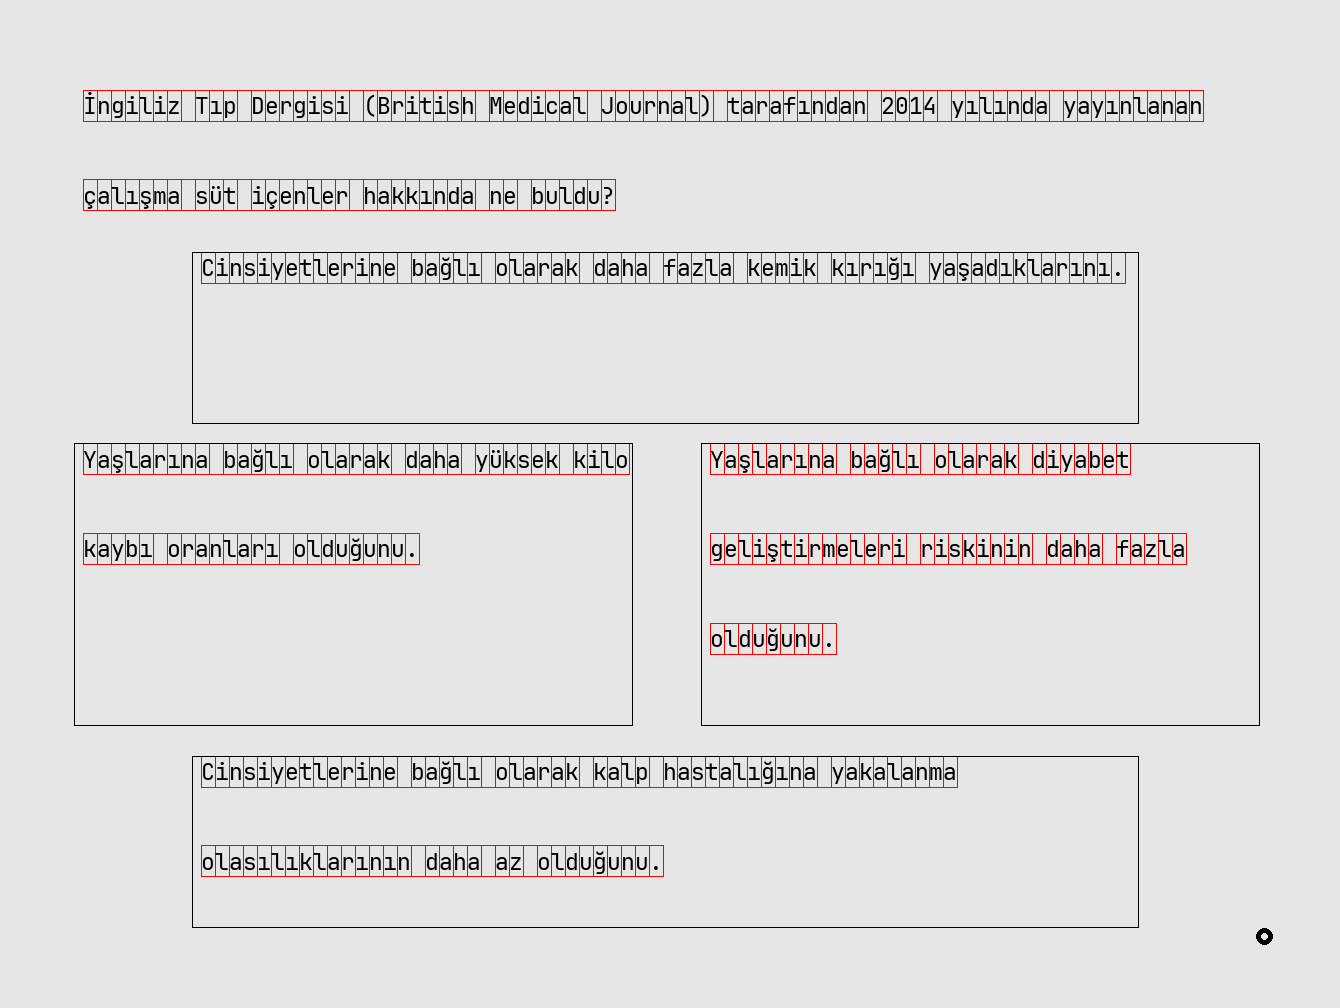 İngiliz Tıp Dergisi (British Medical Journal) tarafından 2014 yılında yayınlanan
çalışma süt içenler hakkında ne buldu?
Cinsiyetlerine bağlı olarak daha fazla kemik kırığı yaşadıklarını.
Yaşlarına bağlı olarak daha yüksek kilo
kaybı oranları olduğunu.
Yaşlarına bağlı olarak diyabet
geliştirmeleri riskinin daha fazla
olduğunu.
Cinsiyetlerine bağlı olarak kalp hastalığına yakalanma
olasılıklarının daha az olduğunu.